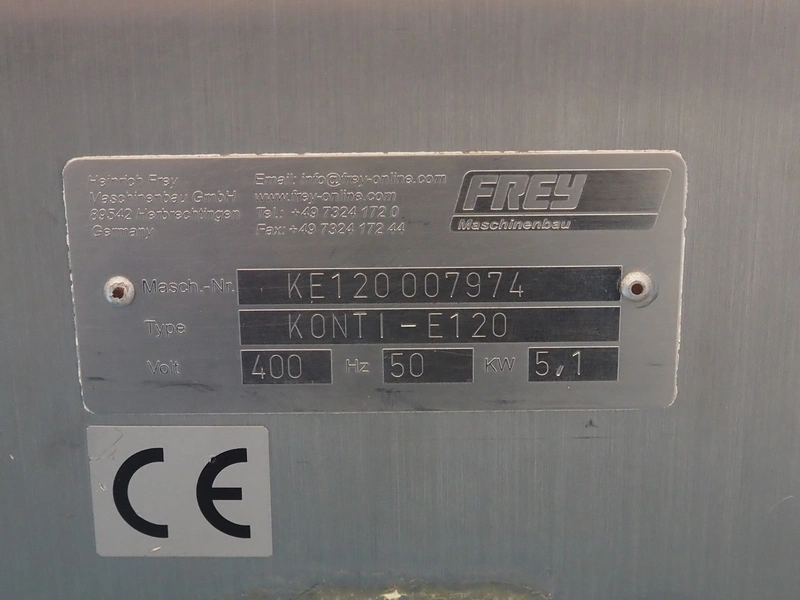 Heinrich Frey
Maschinenbau GmbH
89542 Herbrechtingen
Germany
Email: info@frey-online.com
www.frey-online.com
Tel.: +49 7324 172 0
Fax: +49 7324 172 44
FREY
Maschinenbau
Masch.-Nr. KE120007974
Type KONTI-E120
Volt 400 Hz 50 KW 5,1
CE